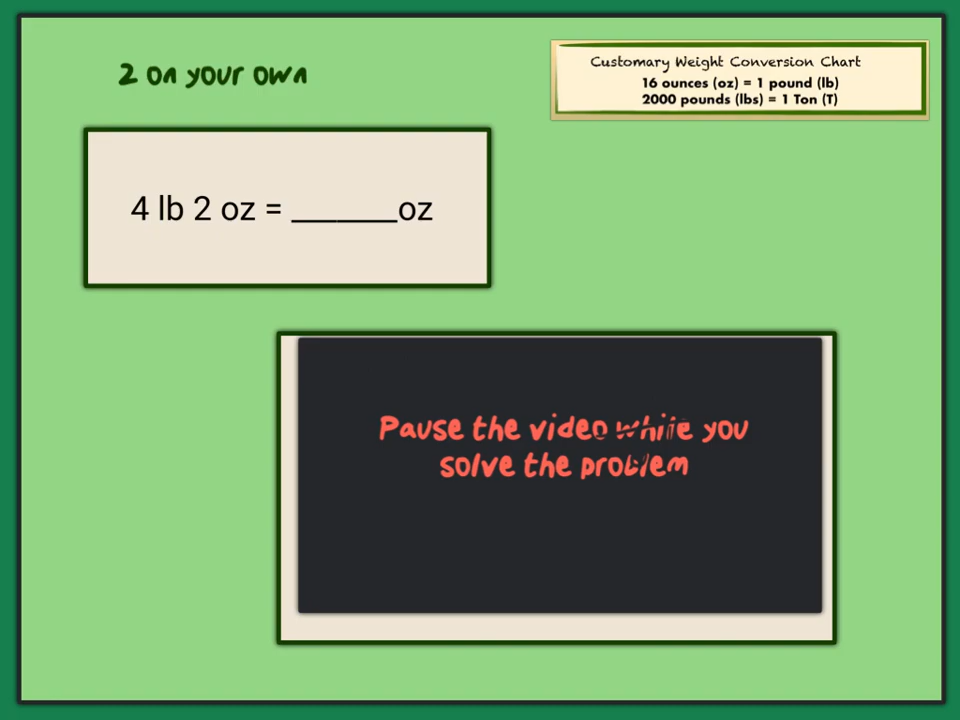 2 on your own
Customary Weight Conversion Chart
16 ounces (oz) = 1 pound (lb)
2000 pounds (lbs) = 1 Ton (T)
4 lb 2 oz = ______oz
Pause the video while you
solve the problem